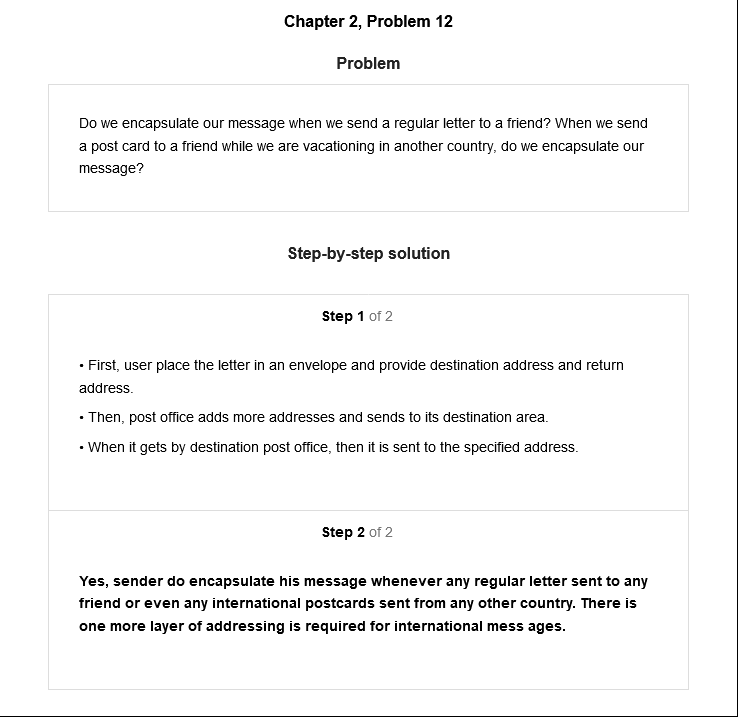 Chapter 2, Problem 12
Problem
Do we encapsulate our message when we send a regular letter to a friend? When we send
a post card to a friend while we are vacationing in another country, do we encapsulate our
message?
Step-by-step solution
Step 1 of 2
• First, user place the letter in an envelope and provide destination address and return
address.
• Then, post office adds more addresses and sends to its destination area.
• When it gets by destination post office, then it is sent to the specified address.
Step 2 of 2
Yes, sender do encapsulate his message whenever any regular letter sent to any
friend or even any international postcards sent from any other country. There is
one more layer of addressing is required for international mess ages.